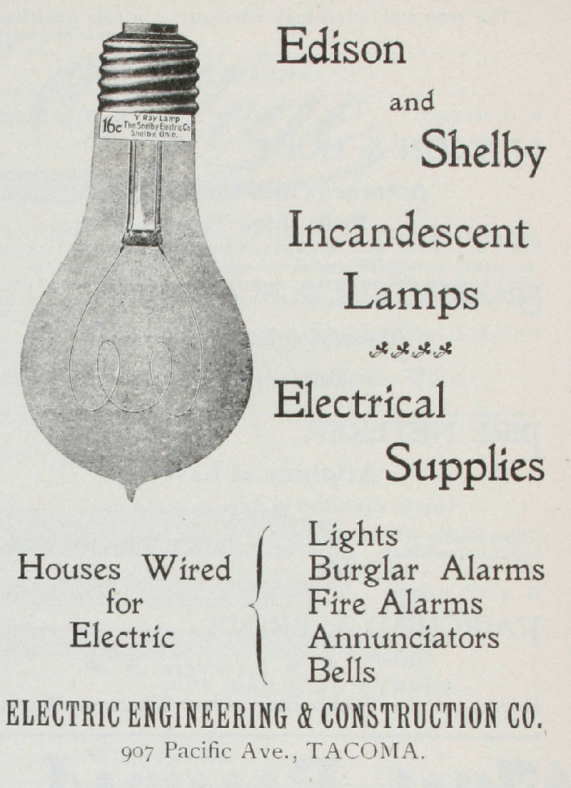 Edison
and
Shelby
Incandescent
Lamps
Electrical
Supplies
16c
Y Ray Lamp
The Shelby Electric Co
Shelby, Ohio.
Houses Wired
for
Electric
Lights
Burglar Alarms
Fire Alarms
Annunciators
Bells
ELECTRIC ENGINEERING & CONSTRUCTION CO.
907 Pacific Ave., TACOMA.